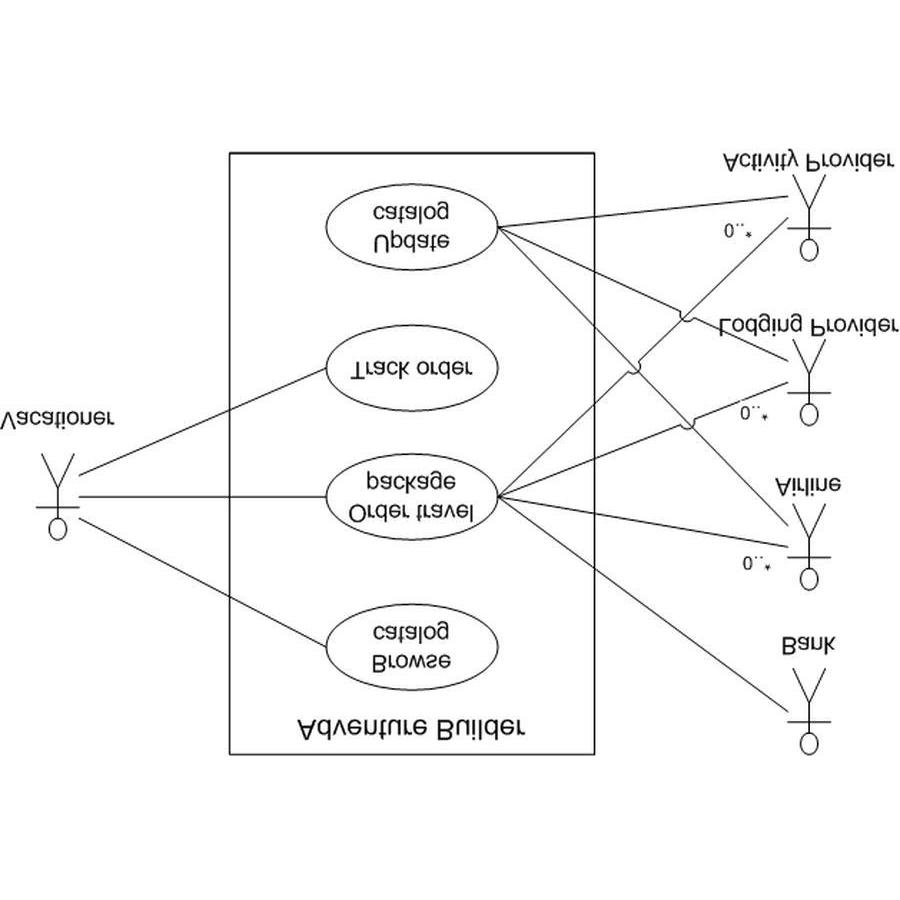 Adventure Builder
Browse
catalog
Order travel
package
Track order
Update
catalog
Vacationer
Bank
0..*
Airline
0..*
Lodging Provider
0..*
Activity Provider